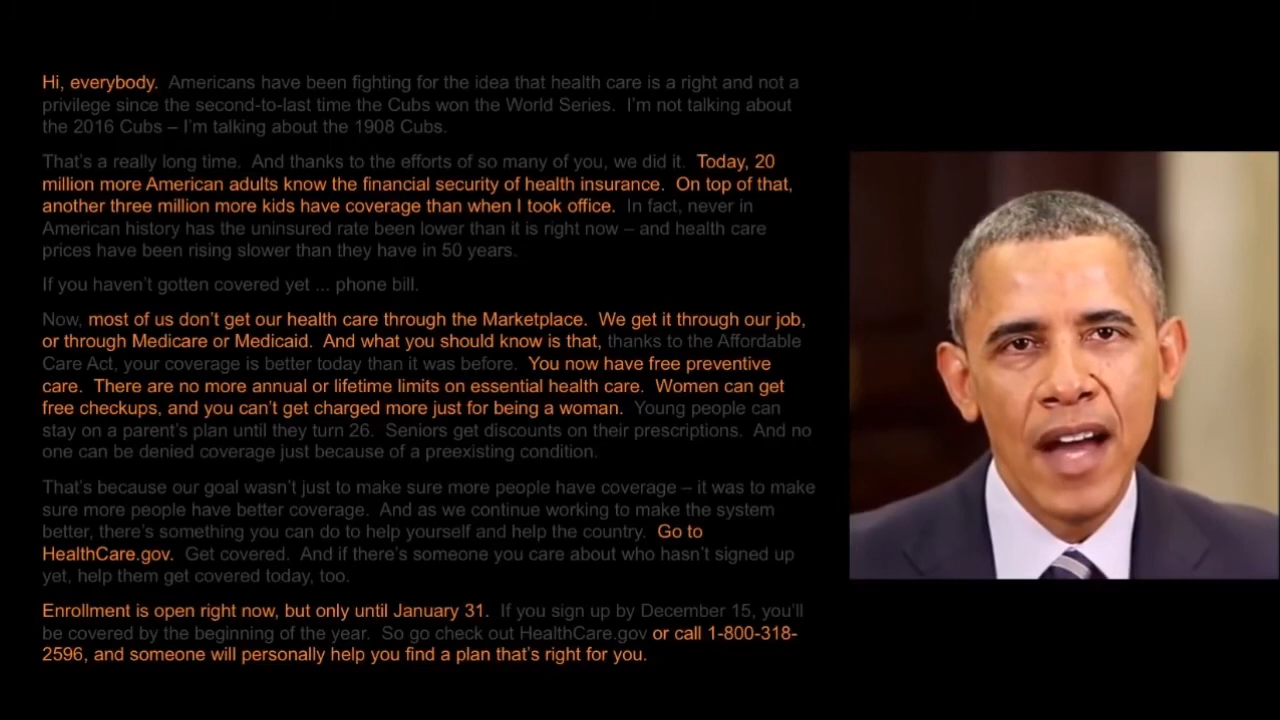 Hi, everybody. Americans have been fighting for the idea that health care is a right and not a
privilege since the second-to-last time the Cubs won the World Series. I'm not talking about
the 2016 Cubs – I'm talking about the 1908 Cubs.
That's a really long time. And thanks to the efforts of so many of you, we did it. Today, 20
million more American adults know the financial security of health insurance. On top of that,
another three million more kids have coverage than when I took office. In fact, never in
American history has the uninsured rate been lower than it is right now – and health care
prices have been rising slower than they have in 50 years.
If you haven't gotten covered yet ... phone bill.
Now, most of us don't get our health care through the Marketplace. We get it through our job,
or through Medicare or Medicaid. And what you should know is that, thanks to the Affordable
Care Act, your coverage is better today than it was before. You now have free preventive
care. There are no more annual or lifetime limits on essential health care. Women can get
free checkups, and you can't get charged more just for being a woman. Young people can
stay on a parent's plan until they turn 26. Seniors get discounts on their prescriptions. And no
one can be denied coverage just because of a preexisting condition.
That's because our goal wasn't just to make sure more people have coverage – it was to make
sure more people have better coverage. And as we continue working to make the system
better, there's something you can do to help yourself and help the country. Go to
HealthCare.gov. Get covered. And if there's someone you care about who hasn't signed up
yet, help them get covered today, too.
Enrollment is open right now, but only until January 31. If you sign up by December 15, you'll
be covered by the beginning of the year. So go check out HealthCare.gov or call 1-800-318-
2596, and someone will personally help you find a plan that's right for you.